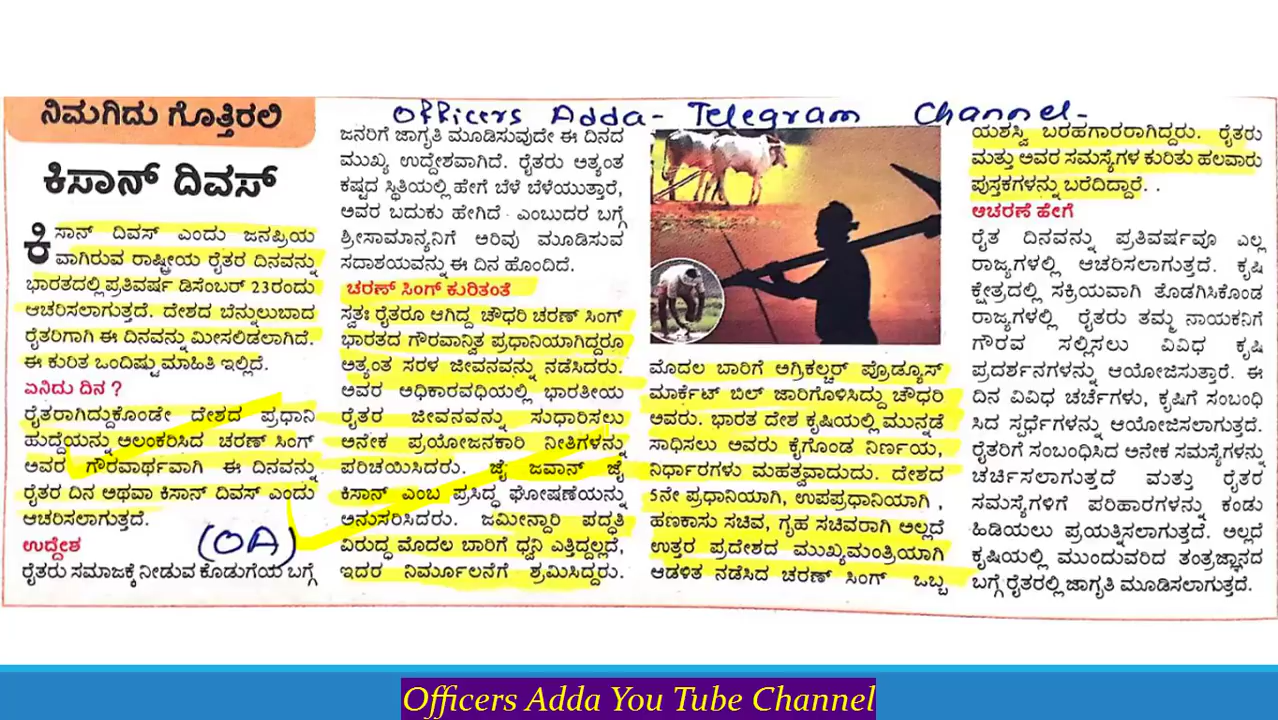 Officers Adda- Telegram Channel-
ನಿಮಗಿದು ಗೊತ್ತಿರಲಿ
ಕಿಸಾನ್ ದಿವಸ್
ಕಿಸಾನ್ ದಿವಸ್ ಎಂದು ಜನಪ್ರಿಯ
ವಾಗಿರುವ ರಾಷ್ಟ್ರೀಯ ರೈತರ ದಿನವನ್ನು
ಭಾರತದಲ್ಲಿ ಪ್ರತಿವರ್ಷ ಡಿಸೆಂಬರ್ 23ರಂದು
ಆಚರಿಸಲಾಗುತ್ತದೆ. ದೇಶದ ಬೆನ್ನುಲುಬಾದ
ರೈತರಿಗಾಗಿ ಈ ದಿನವನ್ನು ಮೀಸಲಿಡಲಾಗಿದೆ.
ಈ ಕುರಿತ ಒಂದಿಷ್ಟು ಮಾಹಿತಿ ಇಲ್ಲಿದೆ.
ಏನಿದು ದಿನ ?
ರೈತರಾಗಿದ್ದುಕೊಂಡೇ ದೇಶದ ಪ್ರಧಾನಿ
ಹುದ್ದೆಯನ್ನು ಅಲಂಕರಿಸಿದ ಚರಣ್ ಸಿಂಗ್
ಅವರ ಗೌರವಾರ್ಥವಾಗಿ ಈ ದಿನವನ್ನು
ರೈತರ ದಿನ ಅಥವಾ ಕಿಸಾನ್ ದಿವಸ್ ಎಂದು
ಆಚರಿಸಲಾಗುತ್ತದೆ.
ಉದ್ದೇಶ
(OA)
ರೈತರು ಸಮಾಜಕ್ಕೆ ನೀಡುವ ಕೊಡುಗೆಯ ಬಗ್ಗೆ
ಜನರಿಗೆ ಜಾಗೃತಿ ಮೂಡಿಸುವುದೇ ಈ ದಿನದ
ಮುಖ್ಯ ಉದ್ದೇಶವಾಗಿದೆ. ರೈತರು ಅತ್ಯಂತ
ಕಷ್ಟದ ಸ್ಥಿತಿಯಲ್ಲಿ ಹೇಗೆ ಬೆಳೆ ಬೆಳೆಯುತ್ತಾರೆ,
ಅವರ ಬದುಕು ಹೇಗಿದೆ ಎಂಬುದರ ಬಗ್ಗೆ
ಶ್ರೀಸಾಮಾನ್ಯನಿಗೆ ಅರಿವು ಮೂಡಿಸುವ
ಸದಾಶಯವನ್ನು ಈ ದಿನ ಹೊಂದಿದೆ.
ಚರಣ್ ಸಿಂಗ್ ಕುರಿತಂತೆ
ಸ್ವತಃ ರೈತರೂ ಆಗಿದ್ದ ಚೌಧರಿ ಚರಣ್ ಸಿಂಗ್
ಭಾರತದ ಗೌರವಾನ್ವಿತ ಪ್ರಧಾನಿಯಾಗಿದ್ದರೂ
ಅತ್ಯಂತ ಸರಳ ಜೀವನವನ್ನು ನಡೆಸಿದರು.
ಅವರ ಅಧಿಕಾರವಧಿಯಲ್ಲಿ ಭಾರತೀಯ
ರೈತರ ಜೀವನವನ್ನು ಸುಧಾರಿಸಲು
ಅನೇಕ ಪ್ರಯೋಜನಕಾರಿ ನೀತಿಗಳನ್ನು
ಪರಿಚಯಿಸಿದರು. ಜೈ ಜವಾನ್ ಜೈ
ಕಿಸಾನ್ ಎಂಬ ಪ್ರಸಿದ್ಧ ಘೋಷಣೆಯನ್ನು
ಅನುಸರಿಸಿದರು. ಜಮೀನ್ದಾರಿ ಪದ್ಧತಿ
ವಿರುದ್ಧ ಮೊದಲ ಬಾರಿಗೆ ಧ್ವನಿ ಎತ್ತಿದ್ದಲ್ಲದೆ,
ಇದರ ನಿರ್ಮೂಲನೆಗೆ ಶ್ರಮಿಸಿದ್ದರು.
ಮೊದಲ ಬಾರಿಗೆ ಅಗ್ರಿಕಲ್ಚರ್ ಪ್ರೊಡ್ಯೂಸ್
ಮಾರ್ಕೆಟ್ ಬಿಲ್ ಜಾರಿಗೊಳಿಸಿದ್ದು ಚೌಧರಿ
ಅವರು. ಭಾರತ ದೇಶ ಕೃಷಿಯಲ್ಲಿ ಮುನ್ನಡೆ
ಸಾಧಿಸಲು ಅವರು ಕೈಗೊಂಡ ನಿರ್ಣಯ,
ನಿರ್ಧಾರಗಳು ಮಹತ್ವವಾದುದು. ದೇಶದ
5ನೇ ಪ್ರಧಾನಿಯಾಗಿ, ಉಪಪ್ರಧಾನಿಯಾಗಿ ,
ಹಣಕಾಸು ಸಚಿವ, ಗೃಹ ಸಚಿವರಾಗಿ ಅಲ್ಲದೆ
ಉತ್ತರ ಪ್ರದೇಶದ ಮುಖ್ಯಮಂತ್ರಿಯಾಗಿ
ಆಡಳಿತ ನಡೆಸಿದ ಚರಣ್ ಸಿಂಗ್ ಒಬ್ಬ
ಯಶಸ್ವಿ ಬರಹಗಾರರಾಗಿದ್ದರು. ರೈತರು
ಮತ್ತು ಅವರ ಸಮಸ್ಯೆಗಳ ಕುರಿತು ಹಲವಾರು
ಪುಸ್ತಕಗಳನ್ನು ಬರೆದಿದ್ದಾರೆ. .
ಆಚರಣೆ ಹೇಗೆ
ರೈತ ದಿನವನ್ನು ಪ್ರತಿವರ್ಷವೂ ಎಲ್ಲ
ರಾಜ್ಯಗಳಲ್ಲಿ ಆಚರಿಸಲಾಗುತ್ತದೆ. ಕೃಷಿ
ಕ್ಷೇತ್ರದಲ್ಲಿ ಸಕ್ರಿಯವಾಗಿ ತೊಡಗಿಸಿಕೊಂಡ
ರಾಜ್ಯಗಳಲ್ಲಿ ರೈತರು ತಮ್ಮ ನಾಯಕನಿಗೆ
ಗೌರವ ಸಲ್ಲಿಸಲು ವಿವಿಧ ಕೃಷಿ
ಪ್ರದರ್ಶನಗಳನ್ನು ಆಯೋಜಿಸುತ್ತಾರೆ. ಈ
ದಿನ ವಿವಿಧ ಚರ್ಚೆಗಳು, ಕೃಷಿಗೆ ಸಂಬಂಧಿ
ಸಿದ ಸ್ಪರ್ಧೆಗಳನ್ನು ಆಯೋಜಿಸಲಾಗುತ್ತದೆ.
ರೈತರಿಗೆ ಸಂಬಂಧಿಸಿದ ಅನೇಕ ಸಮಸ್ಯೆಗಳನ್ನು
ಚರ್ಚಿಸಲಾಗುತ್ತದೆ ಮತ್ತು ರೈತರ
ಸಮಸ್ಯೆಗಳಿಗೆ ಪರಿಹಾರಗಳನ್ನು ಕಂಡು
ಹಿಡಿಯಲು ಪ್ರಯತ್ನಿಸಲಾಗುತ್ತದೆ. ಅಲ್ಲದೆ
ಕೃಷಿಯಲ್ಲಿ ಮುಂದುವರಿದ ತಂತ್ರಜ್ಞಾನದ
ಬಗ್ಗೆ ರೈತರಲ್ಲಿ ಜಾಗೃತಿ ಮೂಡಿಸಲಾಗುತ್ತದೆ.
Officers Adda You Tube Channel